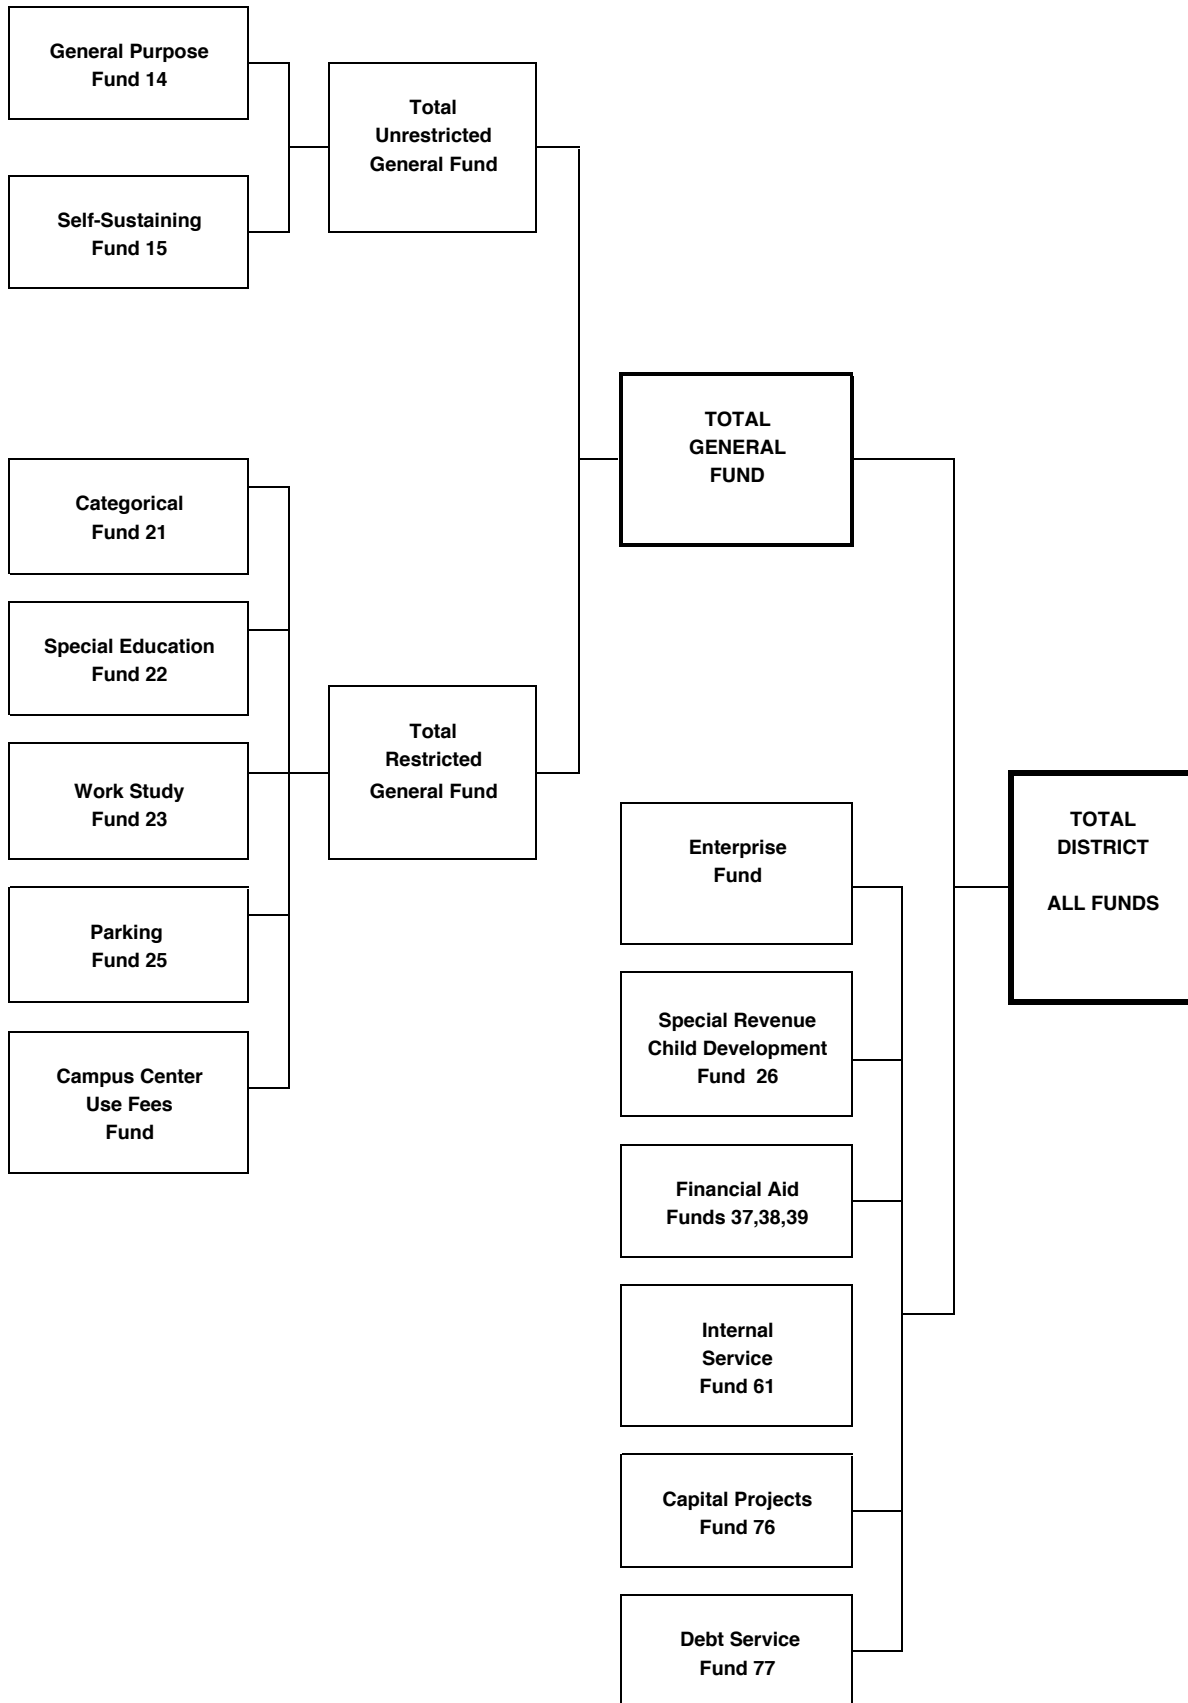 General Purpose
Fund 14
Self-Sustaining
Fund 15
Total
Unrestricted
General Fund
TOTAL
GENERAL
FUND
Categorical
Fund 21
Special Education
Fund 22
Work Study
Fund 23
Parking
Fund 25
Campus Center
Use Fees
Fund
Total
Restricted
General Fund
Enterprise
Fund
Special Revenue
Child Development
Fund  26
Financial Aid
Funds 37,38,39
Internal
Service
Fund 61
Capital Projects
Fund 76
Debt Service
Fund 77
TOTAL
DISTRICT
ALL FUNDS